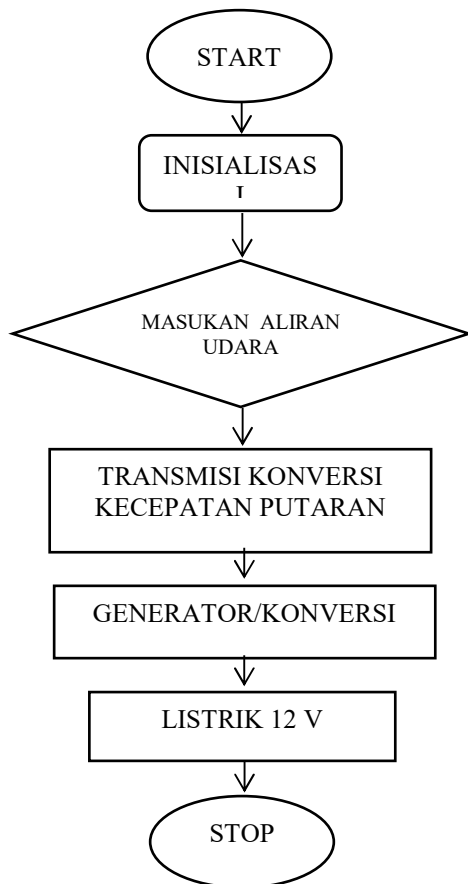 START
INISIALISAS
I
MASUKAN ALIRAN
UDARA
TRANSMISI KONVERSI
KECEPATAN PUTARAN
GENERATOR/KONVERSI
LISTRIK 12 V
STOP